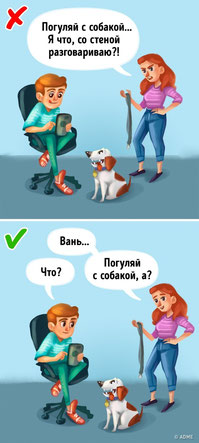 Погуляй с собакой...
Я что, со стеной
разговариваю?!
Вань...
Что?
Погуляй
с собакой, а?
© ADME